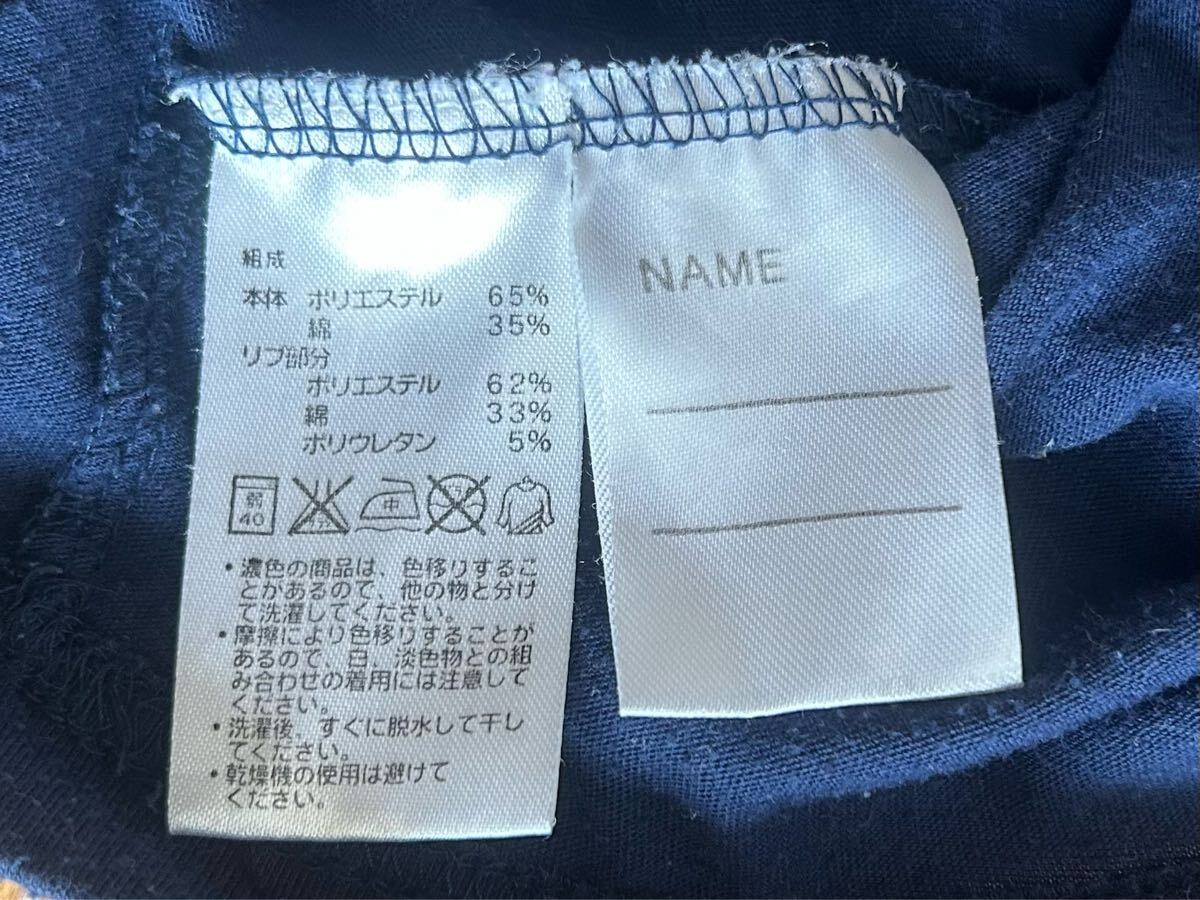 組成
本体 ポリエステル 65%
綿 35%
リブ部分
ポリエステル 62%
綿 33%
ポリウレタン 5%
弱
40
中
・濃色の商品は、色移りするこ
とがあるので、他の物と分け
て洗濯してください。
・摩擦により色移りすることが
あるので、白、淡色物との組
み合わせの着用には注意して
ください。
・洗濯後、すぐに脱水して干し
てください。
・乾燥機の使用は避けて
ください。
NAME